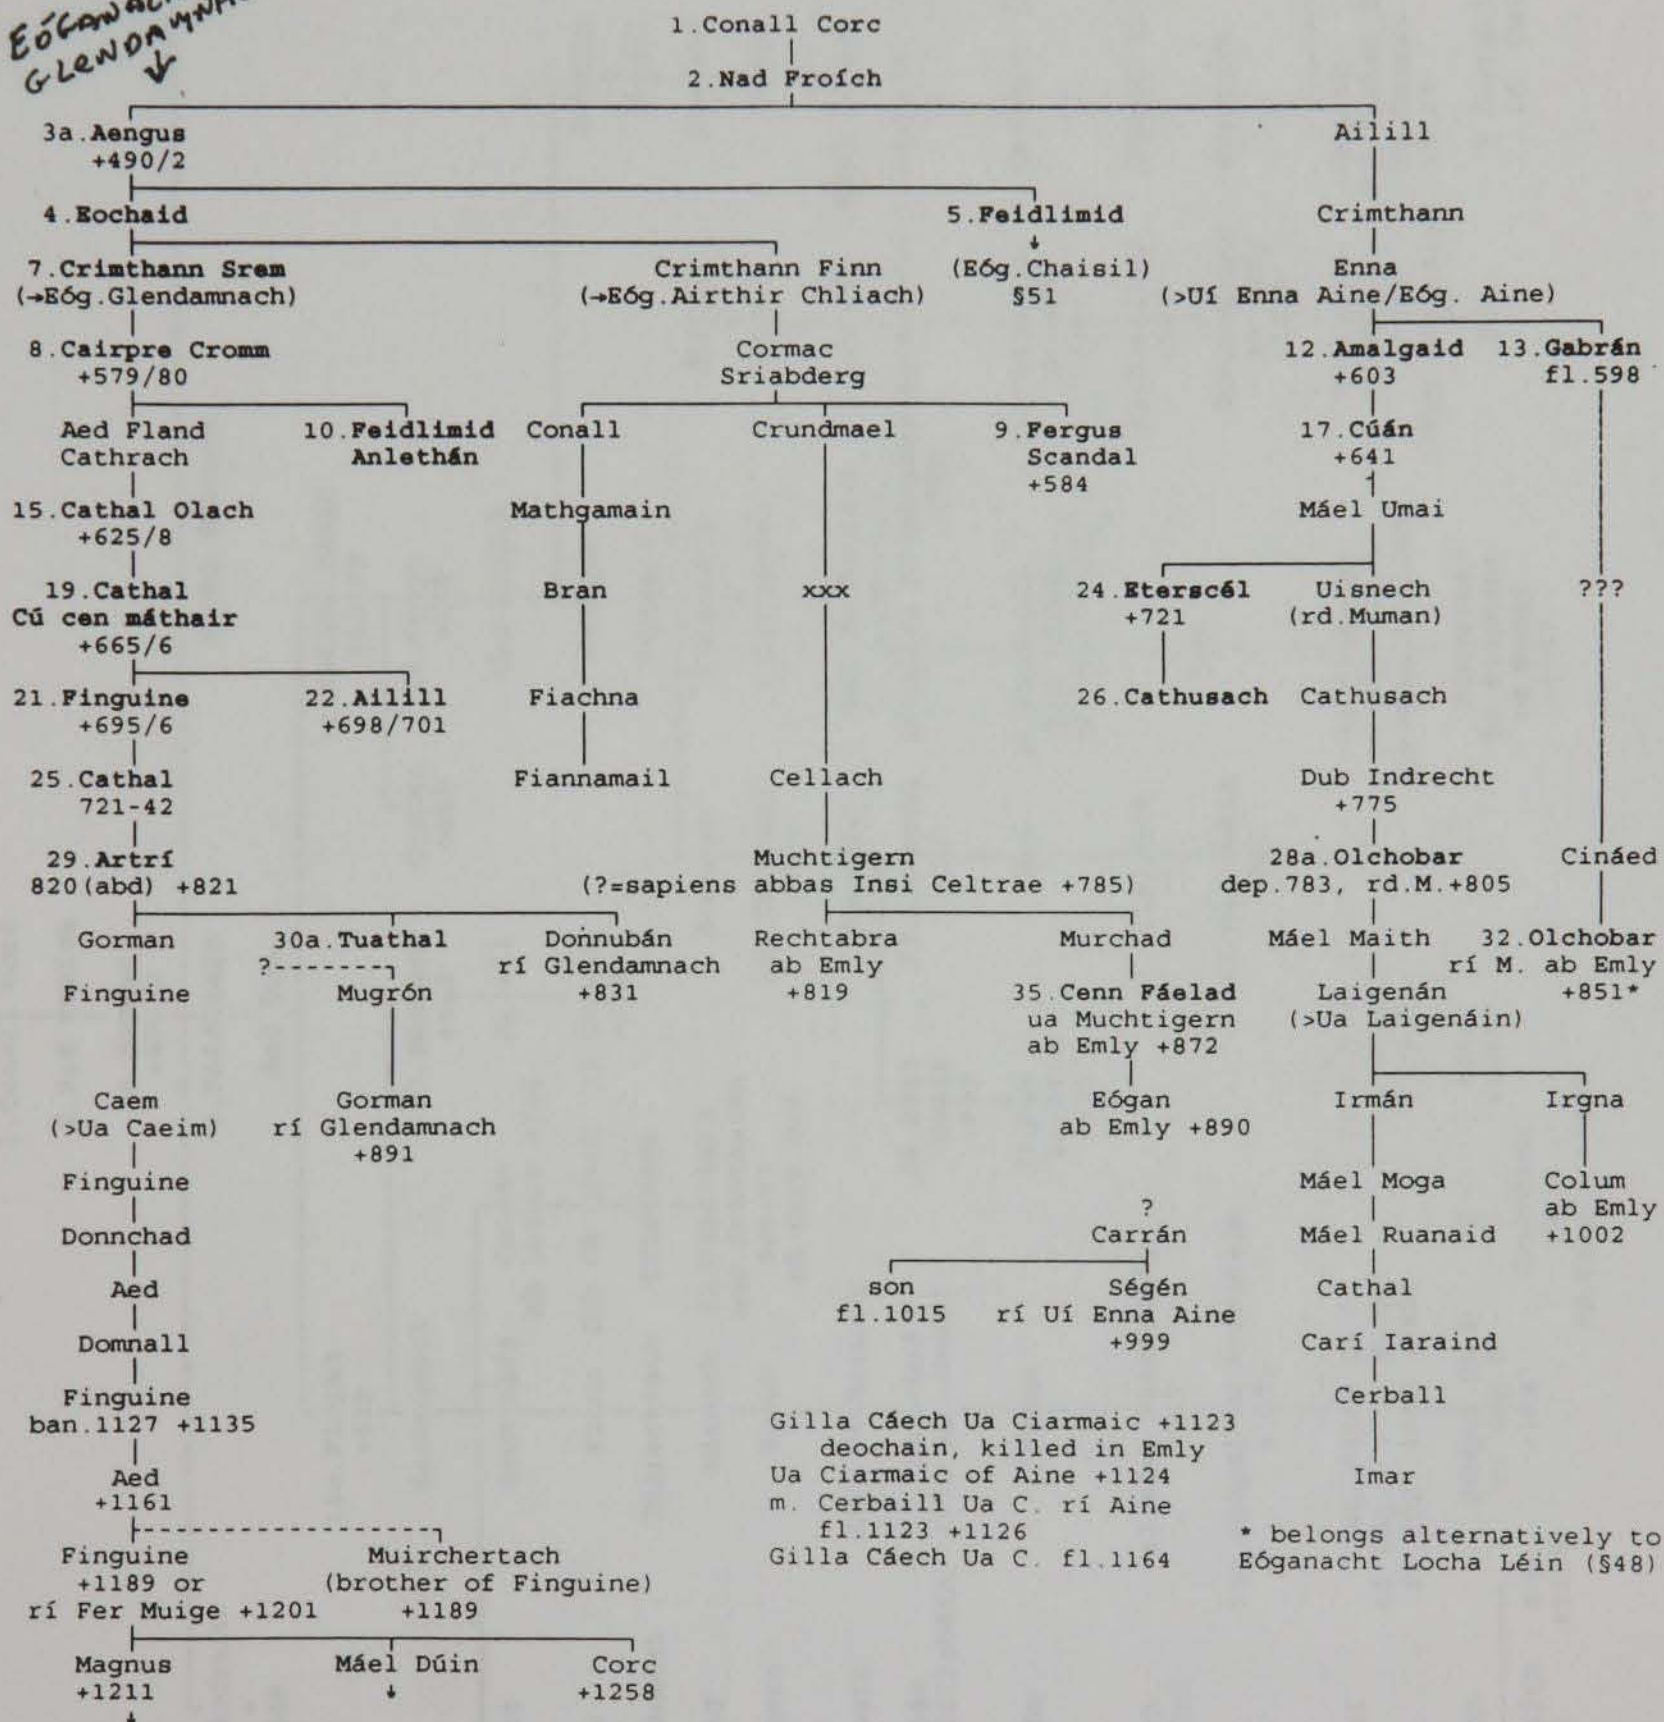 EÓGANAC
GLENDAMNA
↓
1.Conall Corc
2.Nad Froích
3a.Aengus Ailill
+490/2
4.Eochaid 5.Feidlimid Crimthann
7.Crimthann Srem Crimthann Finn (Eóg.Chaisil) Enna
(→Eóg.Glendamnach) (→Eóg.Airthir Chliach) §51 (>Uí Enna Aine/Eóg. Aine)
8.Cairpre Cromm Cormac 12.Amalgaid 13.Gabrán
+579/80 Sriabderg +603 fl.598
Aed Fland 10.Feidlimid Conall Crundmael 9.Fergus 17.Cúán
Cathrach Anlethán Scandal +641
+584
15.Cathal Olach Mathgamain Máel Umai
+625/8
19.Cathal Bran xxx 24.Eterscél Uisnech ???
Cú cen máthair +721 (rd.Muman)
+665/6
21.Finguine 22.Ailill Fiachna 26.Cathusach Cathusach
+695/6 +698/701
25.Cathal Fiannamail Cellach Dub Indrecht
721-42 +775
29.Artrí Muchtigern 28a.Olchobar Cináed
820(abd) +821 (?=sapiens abbas Insi Celtrae +785) dep.783, rd.M.+805
Gorman 30a.Tuathal Donnubán Rechtabra Murchad Máel Maith 32.Olchobar
?-------- rí Glendamnach ab Emly rí M. ab Emly
Finguine Mugrón +831 +819 35.Cenn Fáelad Laigenán +851*
ua Muchtigern (>Ua Laigenáin)
ab Emly +872
Caem Gorman Eógan Irmán Irgna
(>Ua Caeim) rí Glendamnach ab Emly +890
+891
Finguine Máel Moga Colum
? ab Emly
Donnchad Carrán Máel Ruanaid +1002
Aed son Ségén Cathal
fl.1015 rí Uí Enna Aine
Domnall +999 Carí Iaraind
Finguine Cerball
ban.1127 +1135 Gilla Cáech Ua Ciarmaic +1123
deochain, killed in Emly
Aed Ua Ciarmaic of Aine +1124 Imar
+1161 m. Cerbaill Ua C. rí Aine
fl.1123 +1126 * belongs alternatively to
Finguine Muirchertach Gilla Cáech Ua C. fl.1164 Eóganacht Locha Léin (§48)
+1189 or (brother of Finguine)
rí Fer Muige +1201 +1189
Magnus Máel Dúin Corc
+1211 ↓ +1258